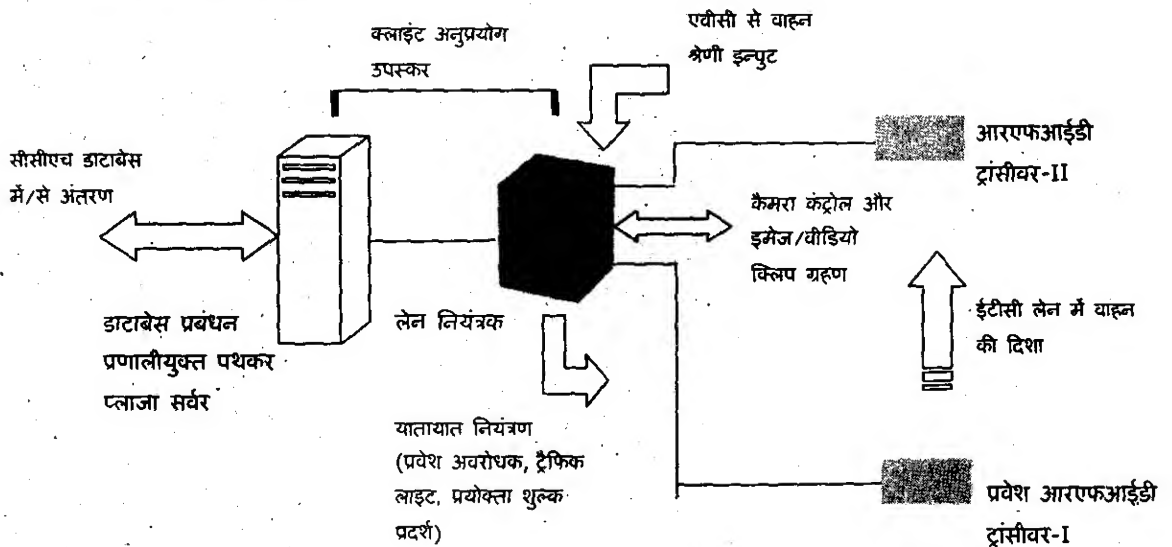 एवीसी से वाहन
श्रेणी इन्पुट
क्लाइंट अनुप्रयोग
उपस्कर
आरएफआईडी
ट्रांसीवर-II
सीसीएच डाटाबेस
में/से अंतरण
कैमरा कंट्रोल और
इमेज/वीडियो
क्लिप ग्रहण
ईटीसी लेन में वाहन
की दिशा
डाटाबेस प्रबंधन
प्रणालीयुक्त पथकर
प्लाजा सर्वर
लेन नियंत्रक
यातायात नियंत्रण
(प्रवेश अवरोधक, ट्रैफिक
लाइट, प्रयोक्ता शुल्क
प्रदर्श)
प्रवेश आरएफआईडी
ट्रांसीवर-I